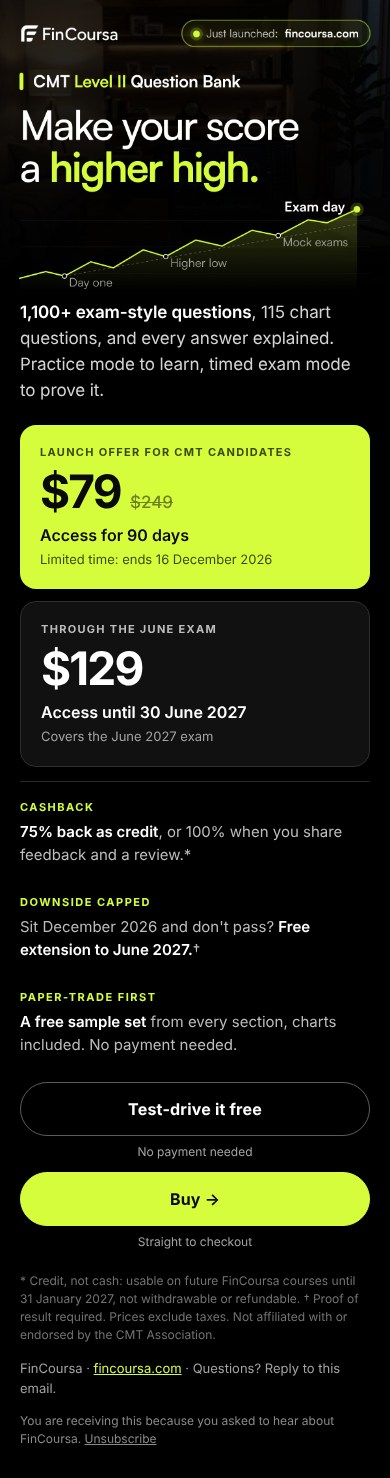 FinCoursa
Just launched: fincoursa.com
CMT Level II Question Bank
Make your score
a higher high.
Exam day
Mock exams
Higher low
Day one
1,100+ exam-style questions, 115 chart
questions, and every answer explained.
Practice mode to learn, timed exam mode
to prove it.
LAUNCH OFFER FOR CMT CANDIDATES
$79 $249
Access for 90 days
Limited time: ends 16 December 2026
THROUGH THE JUNE EXAM
$129
Access until 30 June 2027
Covers the June 2027 exam
CASHBACK
75% back as credit, or 100% when you share
feedback and a review.*
DOWNSIDE CAPPED
Sit December 2026 and don't pass? Free
extension to June 2027.†
PAPER-TRADE FIRST
A free sample set from every section, charts
included. No payment needed.
Test-drive it free
No payment needed
Buy →
Straight to checkout
* Credit, not cash: usable on future FinCoursa courses until
31 January 2027, not withdrawable or refundable. † Proof of
result required. Prices exclude taxes. Not affiliated with or
endorsed by the CMT Association.
FinCoursa · fincoursa.com · Questions? Reply to this
email.
You are receiving this because you asked to hear about
FinCoursa. Unsubscribe